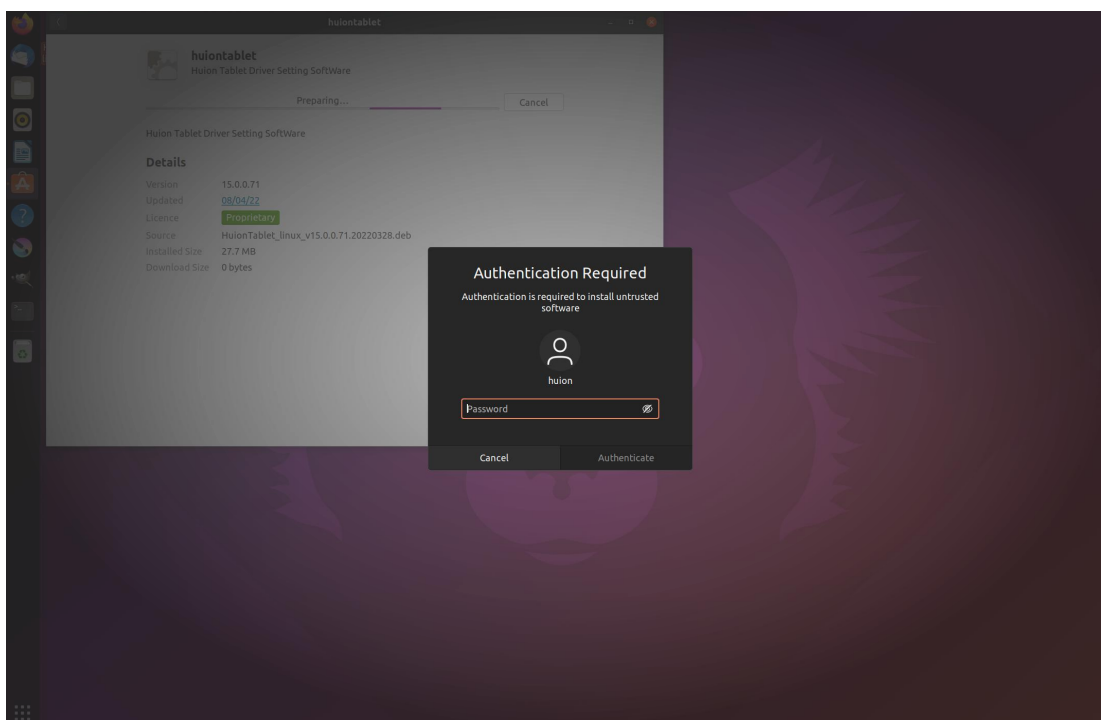 huiontablet
huiontablet
Huion Tablet Driver Setting SoftWare
Preparing...
Cancel
Huion Tablet Driver Setting SoftWare
Details
Version 15.0.0.71
Updated 08/04/22
Licence Proprietary
Source HuionTablet_linux_v15.0.0.71.20220328.deb
Installed Size 27.7 MB
Download Size 0 bytes
Authentication Required
Authentication is required to install untrusted
software
huion
Password
Cancel
Authenticate